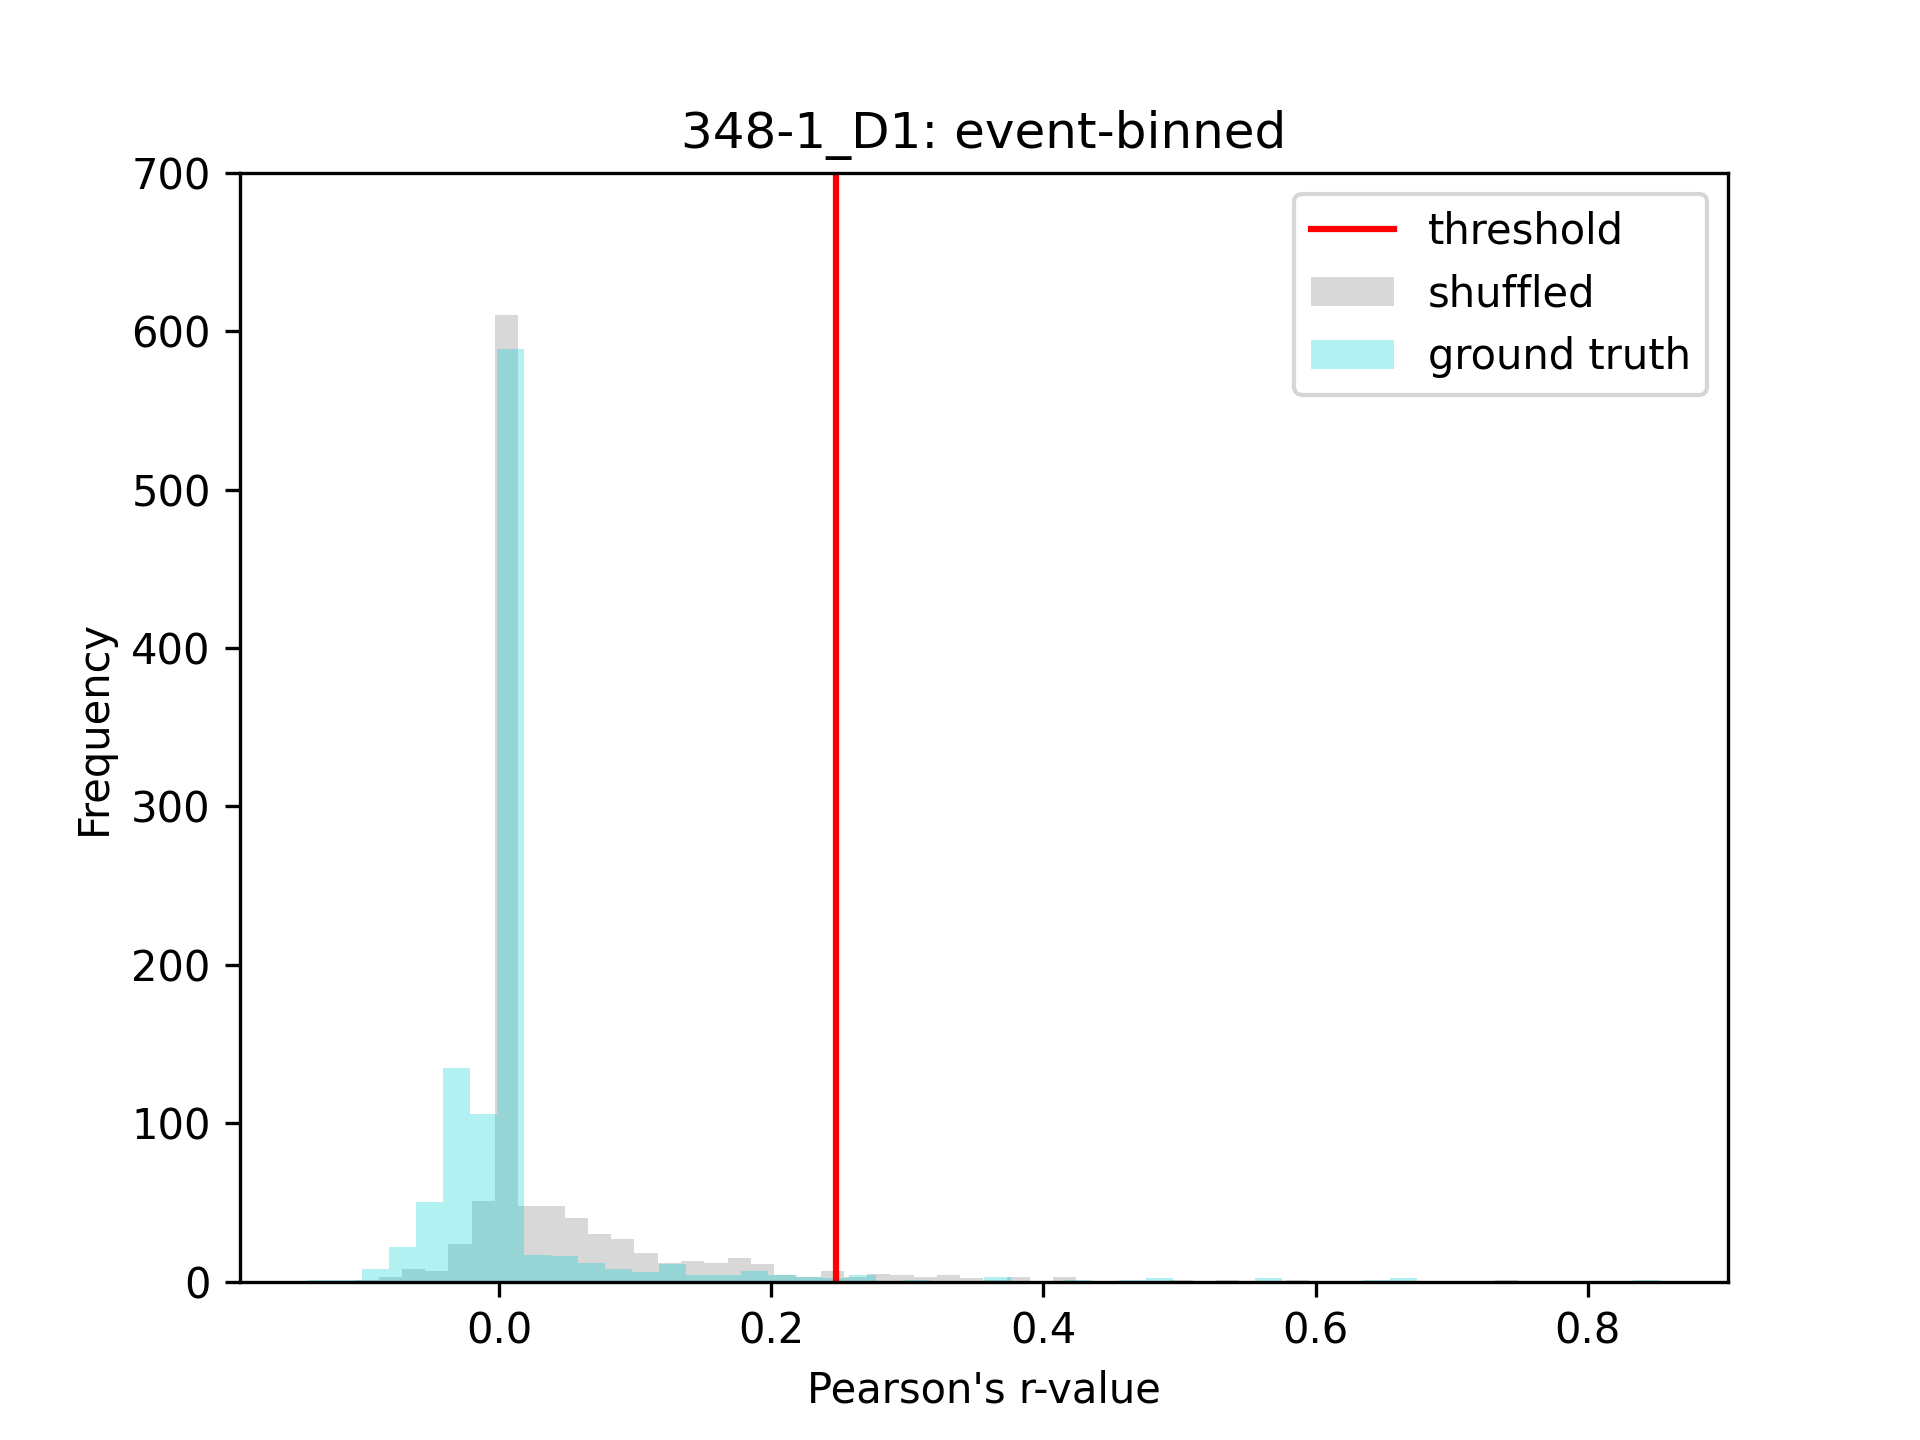 348-1_D1: event-binned
700
600
500
400
300
200
100
0
Frequency
threshold
shuffled
ground truth
0.0 0.2 0.4 0.6 0.8
Pearson's r-value